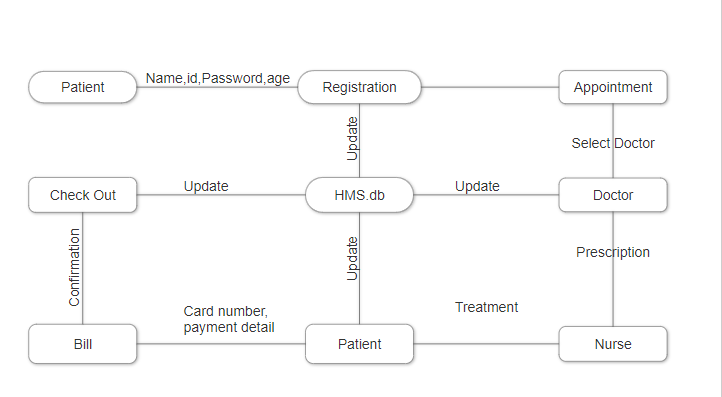 Name,id,Password,age
Patient
Registration
Appointment
Update
Select Doctor
Check Out
Update
HMS.db
Update
Doctor
Confirmation
Update
Prescription
Card number,
payment detail
Treatment
Bill
Patient
Nurse